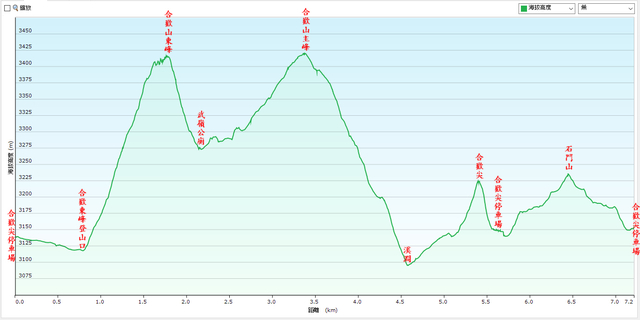 縮放
海拔高度
無
海拔高度 (m)
3450
3425
3400
3375
3350
3325
3300
3275
3250
3225
3200
3175
3150
3125
3100
3075
合歡尖停車場
合歡東峰登山口
合歡山東峰
武嶺公廁
合歡山主峰
溪澗
合歡尖
合歡尖停車場
石門山
合歡尖停車場
0.0
0.5
1.0
1.5
2.0
2.5
3.0
3.5
4.0
4.5
5.0
5.5
6.0
6.5
7.0
7.2
距離 (km)